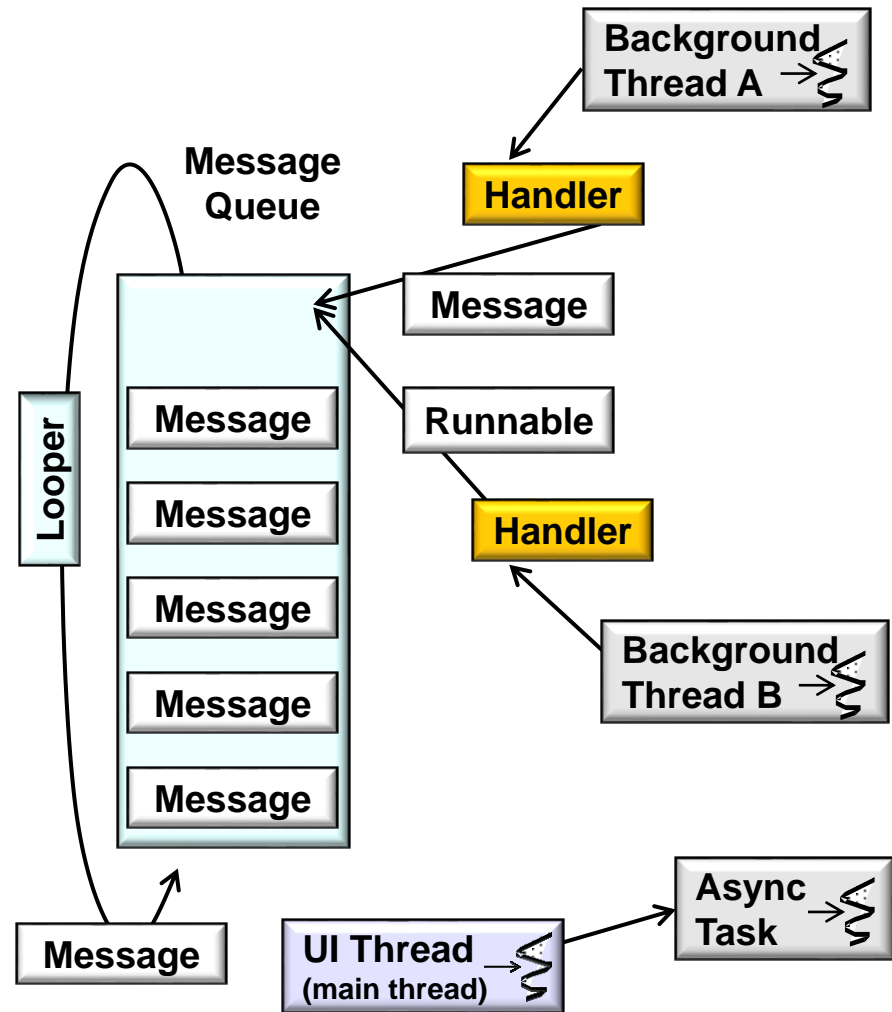 Background
Thread A
Message
Queue
Handler
Message
Looper
Message
Runnable
Message
Handler
Message
Background
Thread B
Message
Message
Async
Task
UI Thread
(main thread)
Message